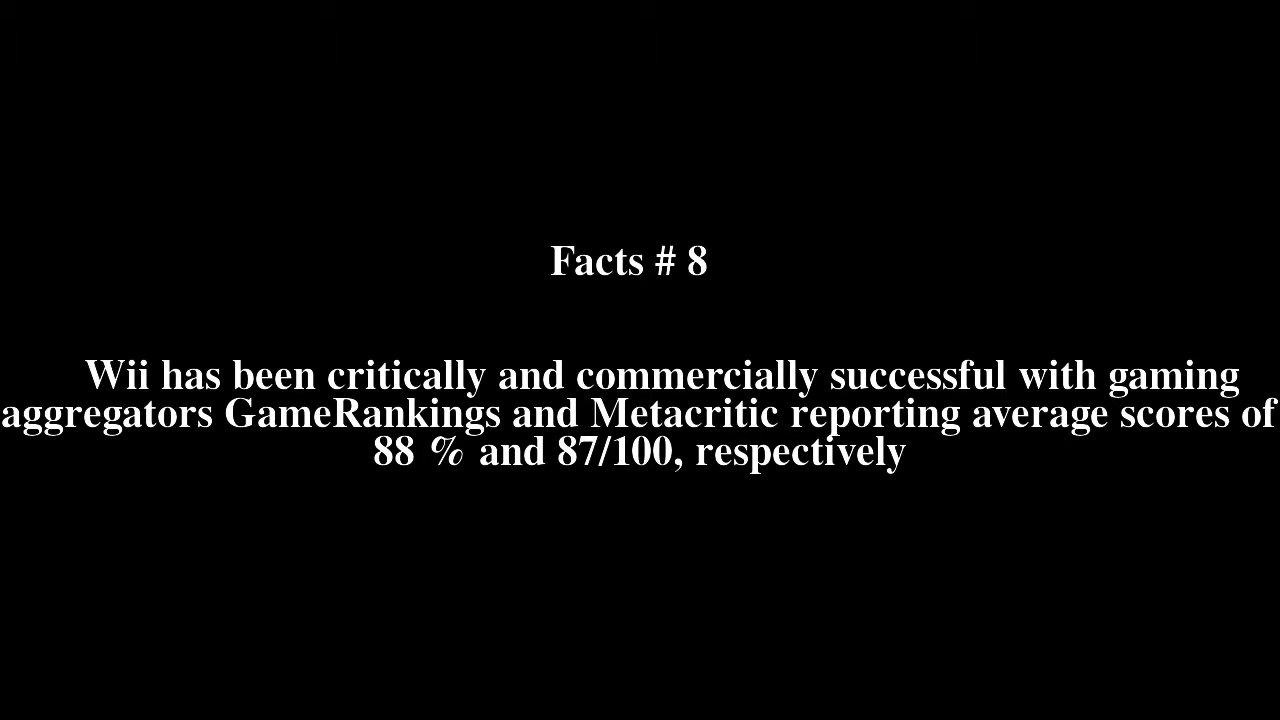 Facts # 8
Wii has been critically and commercially successful with gaming
aggregators GameRankings and Metacritic reporting average scores of
88 % and 87/100, respectively